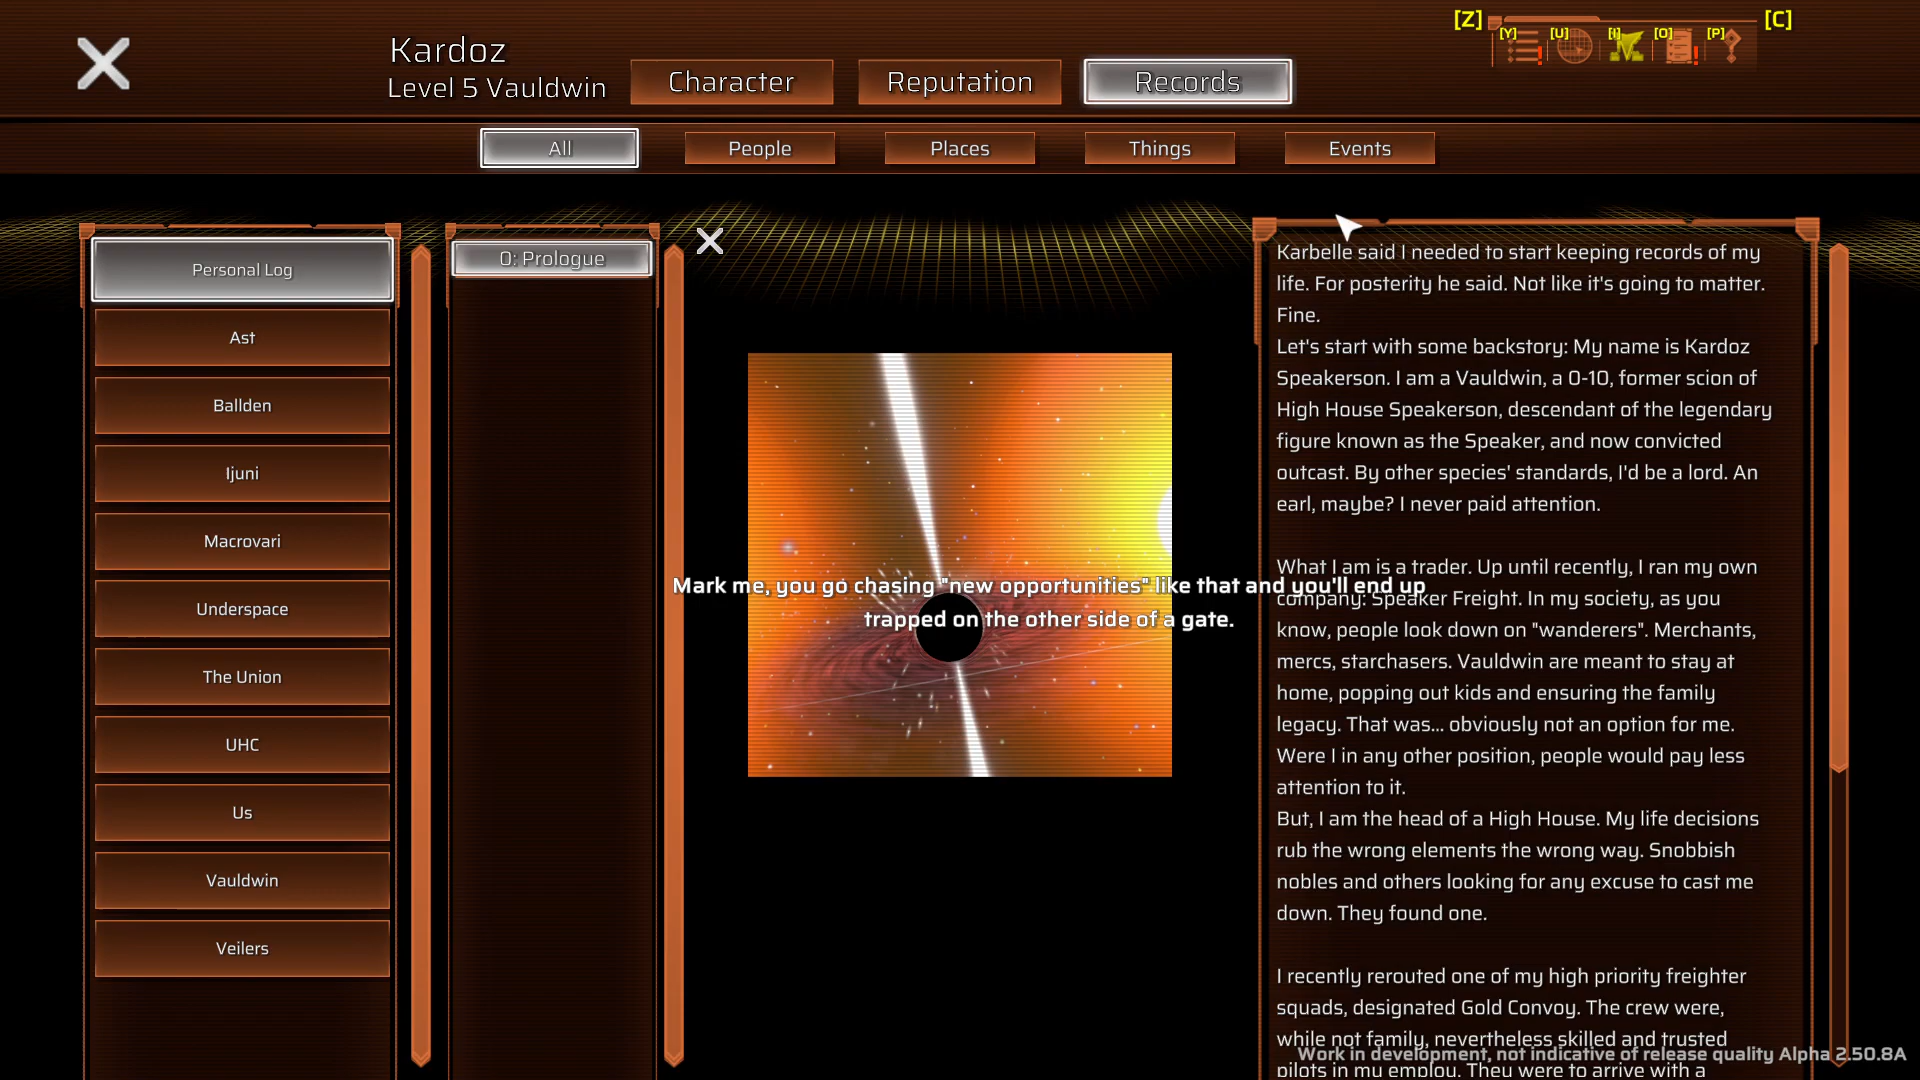 [Z]
[C]
[Y]
[U]
[I]
[O]
[P]
Kardoz
Level 5 Vauldwin
Character
Reputation
Records
All
People
Places
Things
Events
Personal Log
Ast
Ballden
Ijuni
Macrovari
Underspace
The Union
UHC
Us
Vauldwin
Veilers
0: Prologue
Mark me, you go chasing "new opportunities" like that and you'll end up
trapped on the other side of a gate.
Karbelle said I needed to start keeping records of my
life. For posterity he said. Not like it's going to matter.
Fine.
Let's start with some backstory: My name is Kardoz
Speakerson. I am a Vauldwin, a 0-10, former scion of
High House Speakerson, descendant of the legendary
figure known as the Speaker, and now convicted
outcast. By other species' standards, I'd be a lord. An
earl, maybe? I never paid attention.
What I am is a trader. Up until recently, I ran my own
company: Speaker Freight. In my society, as you
know, people look down on "wanderers". Merchants,
mercs, starchasers. Vauldwin are meant to stay at
home, popping out kids and ensuring the family
legacy. That was... obviously not an option for me.
Were I in any other position, people would pay less
attention to it.
But, I am the head of a High House. My life decisions
rub the wrong elements the wrong way. Snobbish
nobles and others looking for any excuse to cast me
down. They found one.
I recently rerouted one of my high priority freighter
squads, designated Gold Convoy. The crew were,
while not family, nevertheless skilled and trusted
pilots in my employ. They were to arrive with a
Work in development, not indicative of release quality Alpha 2.50.8A